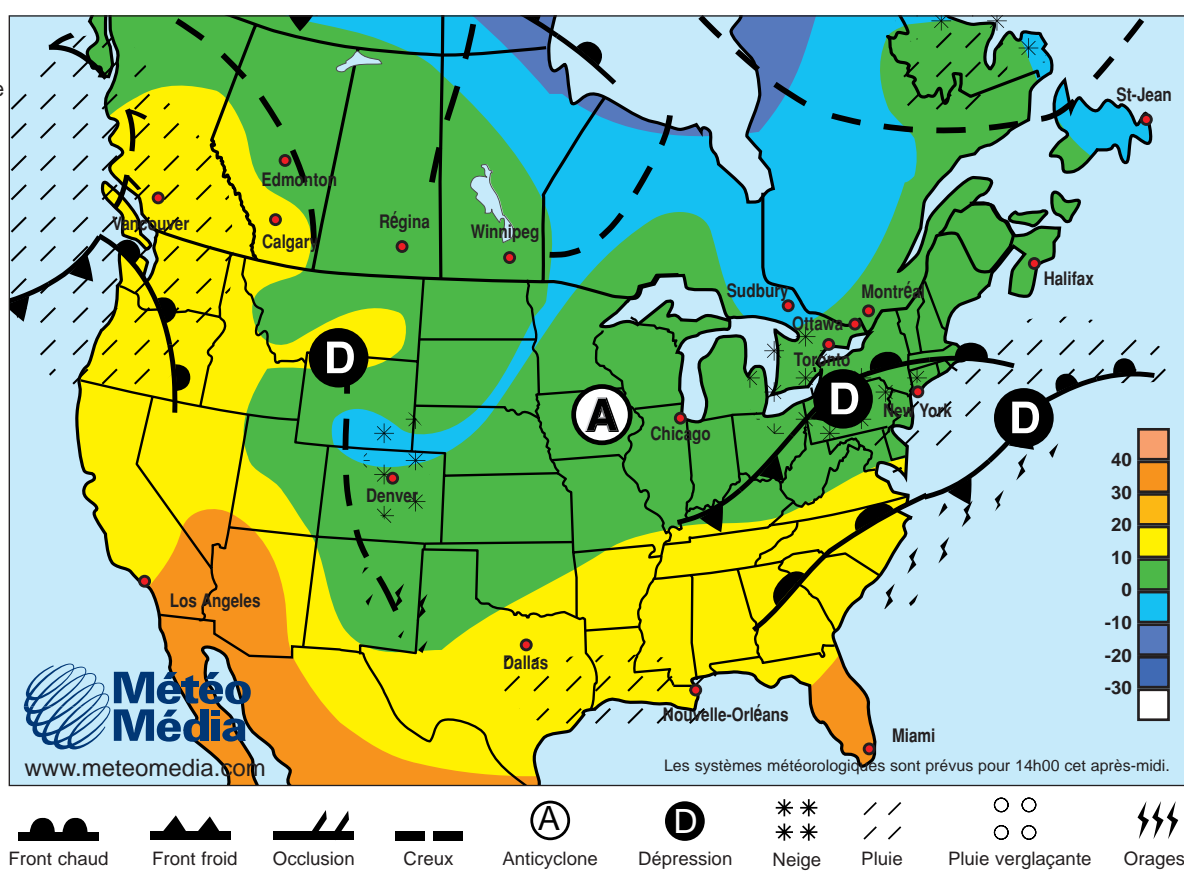 e
St-Jean
Edmonton
Vancouver
Calgary
Régina
Winnipeg
Halifax
Sudbury
Montréal
Ottawa
Toronto
D
A
D
D
New York
Chicago
Denver
40
30
20
10
0
-10
-20
-30
Los Angeles
Dallas
Nouvelle-Orléans
Miami
Météo
Média
www.meteomedia.com
Les systèmes météorologiques sont prévus pour 14h00 cet après-midi.
A
D
Front chaud
Front froid
Occlusion
Creux
Anticyclone
Dépression
Neige
Pluie
Pluie verglaçante
Orages